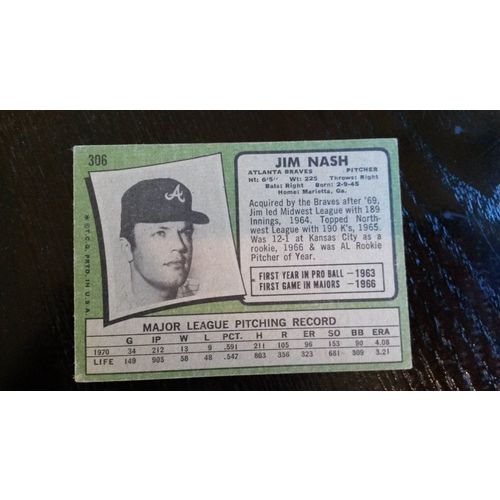 306
JIM NASH
ATLANTA BRAVES PITCHER
Ht: 6'5" Wt: 225 Throws: Right
Bats: Right Born: 2-9-45
Home: Marietta, Ga.
Acquired by the Braves after '69,
Jim led Midwest League with 189
Innings, 1964. Topped North-
west League with 190 K's, 1965.
Was 12-1 at Kansas City as a
rookie, 1966 & was AL Rookie
Pitcher of Year.
FIRST YEAR IN PRO BALL—1963
FIRST GAME IN MAJORS—1966
A
★ ©T.C.G. PRTD. IN U.S.A.
MAJOR LEAGUE PITCHING RECORD
G IP W L PCT. H R ER SO BB ERA
1970 34 212 13 9 .591 211 105 96 153 90 4.08
LIFE 149 905 58 48 .547 803 356 323 681 309 3.21